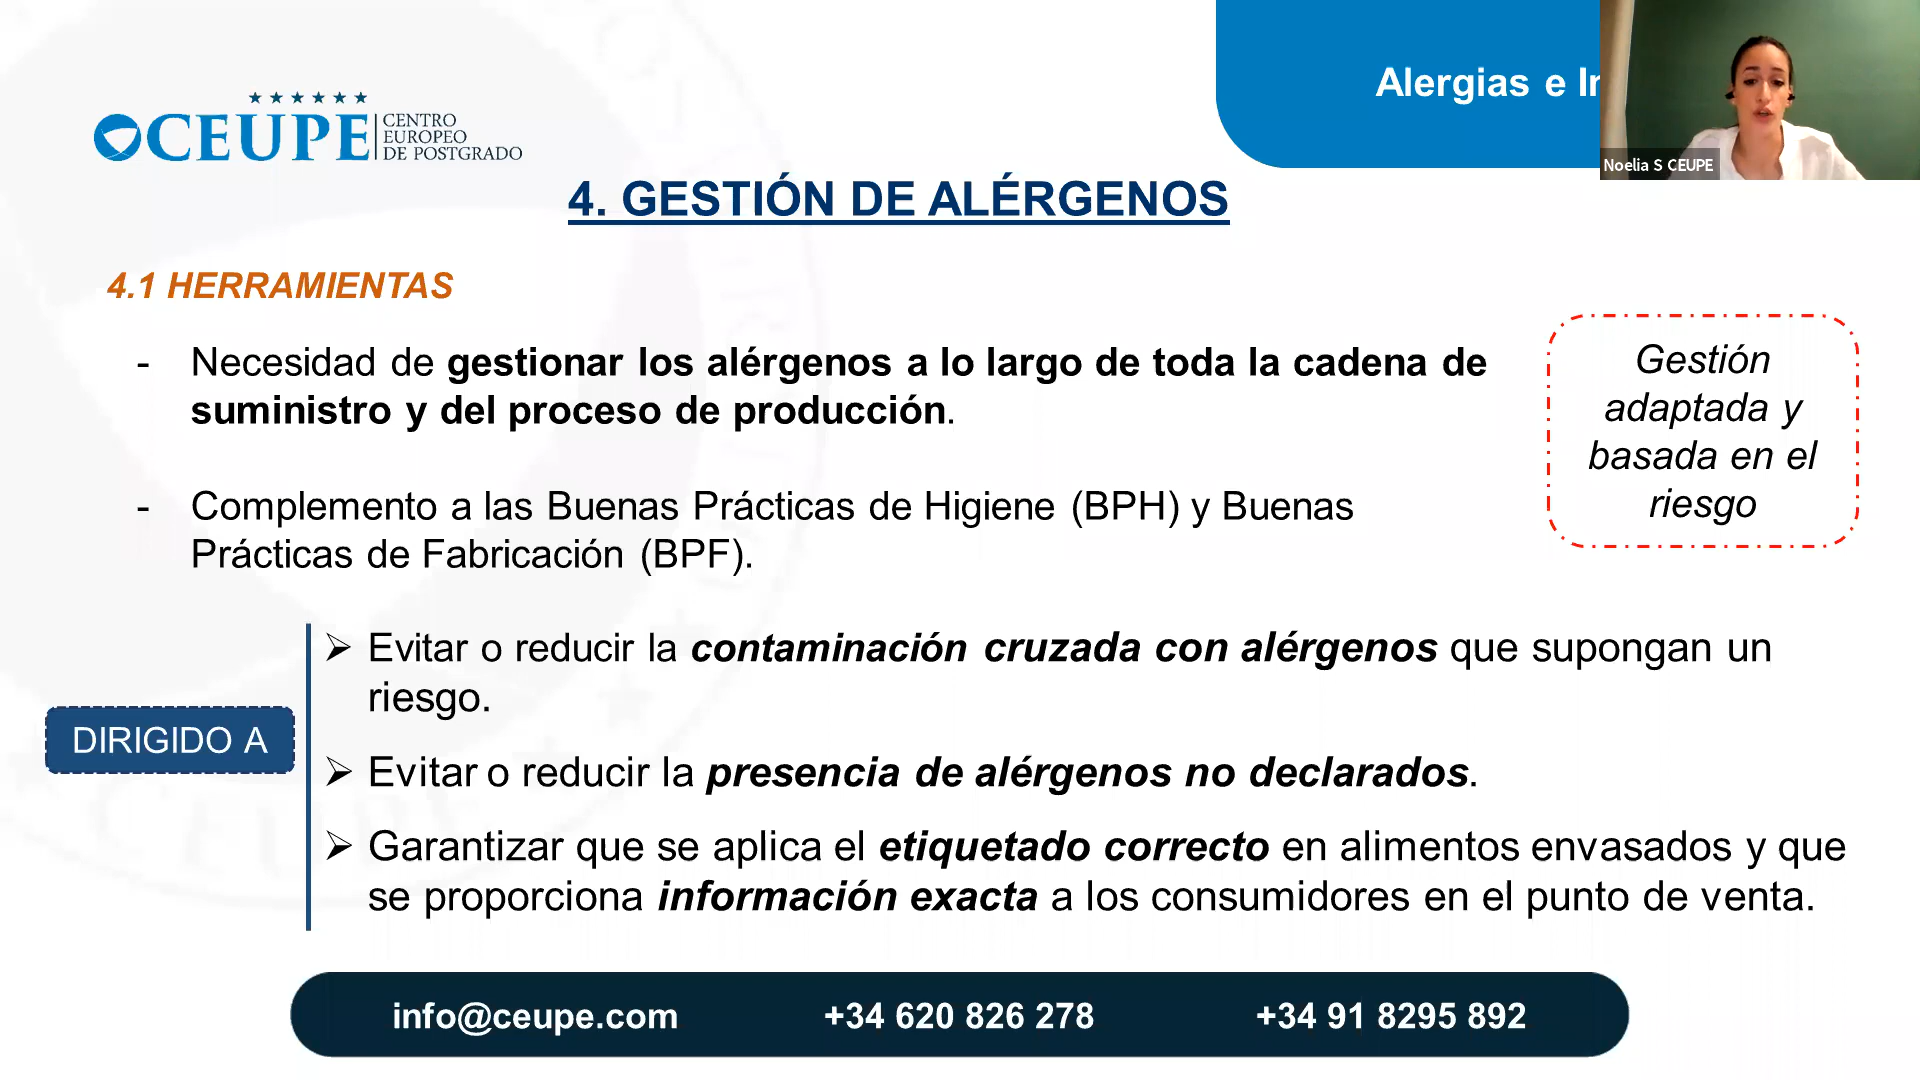 Alergias e In
Noelia S CEUPE
CEUPE
CENTRO
EUROPEO
DE POSTGRADO
4. GESTIÓN DE ALÉRGENOS
4.1 HERRAMIENTAS
- Necesidad de gestionar los alérgenos a lo largo de toda la cadena de
suministro y del proceso de producción.
- Complemento a las Buenas Prácticas de Higiene (BPH) y Buenas
Prácticas de Fabricación (BPF).
Gestión
adaptada y
basada en el
riesgo
DIRIGIDO A
➢ Evitar o reducir la contaminación cruzada con alérgenos que supongan un
riesgo.
➢ Evitar o reducir la presencia de alérgenos no declarados.
➢ Garantizar que se aplica el etiquetado correcto en alimentos envasados y que
se proporciona información exacta a los consumidores en el punto de venta.
info@ceupe.com +34 620 826 278 +34 91 8295 892